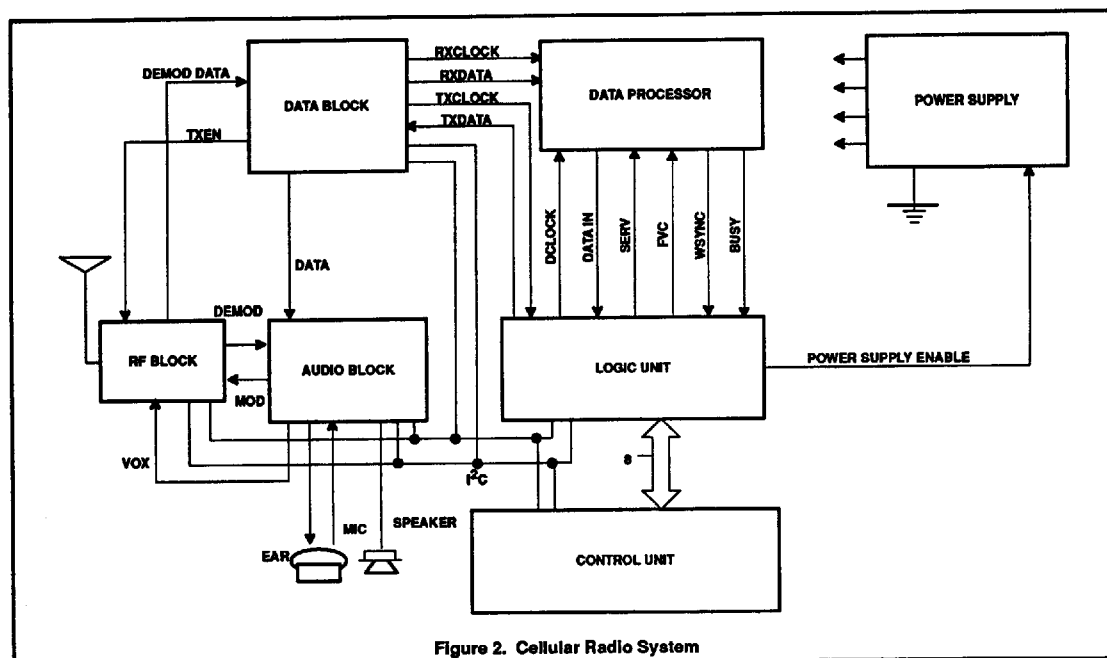 RXCLOCK
DEMOD DATA
RXDATA
DATA BLOCK
TXCLOCK
DATA PROCESSOR
POWER SUPPLY
TXEN
TXDATA
DCLOCK
DATA IN
SERV
FVC
WSYNC
BUSY
DATA
DEMOD
RF BLOCK
AUDIO BLOCK
LOGIC UNIT
POWER SUPPLY ENABLE
MOD
VOX
I²C
8
MIC
SPEAKER
EAR
CONTROL UNIT
Figure 2. Cellular Radio System